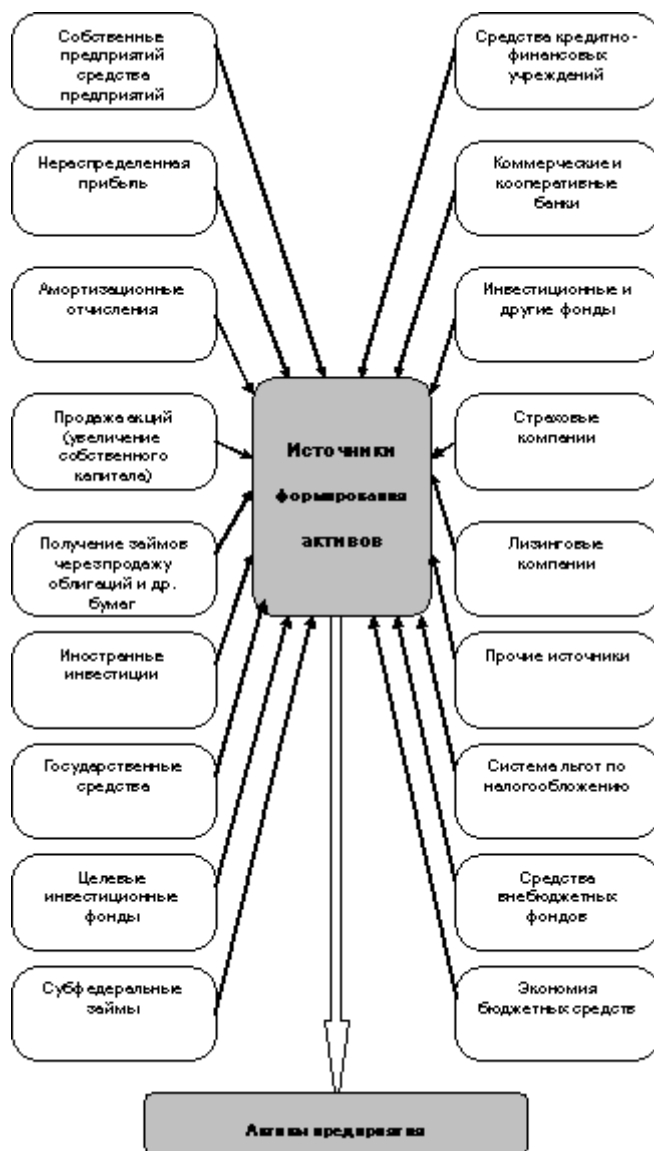 Собственные
предприятий
средства
предприятий
Нераспределенная
прибыль
Амортизационные
отчисления
Продажа акций
(увеличение
собственного
капитала)
Получение займов
через продажу
облигаций и др.
бумаг
Иностранные
инвестиции
Государственные
средства
Целевые
инвестиционные
фонды
Субфедеральные
займы
Источники
формирования
активов
Средства кредитно-
финансовых
учреждений
Коммерческие и
кооперативные
банки
Инвестиционные и
другие фонды
Страховые
компании
Лизинговые
компании
Прочие источники
Система льгот по
налогообложению
Средства
внебюджетных
фондов
Экономия
бюджетных средств
Активы предприятия